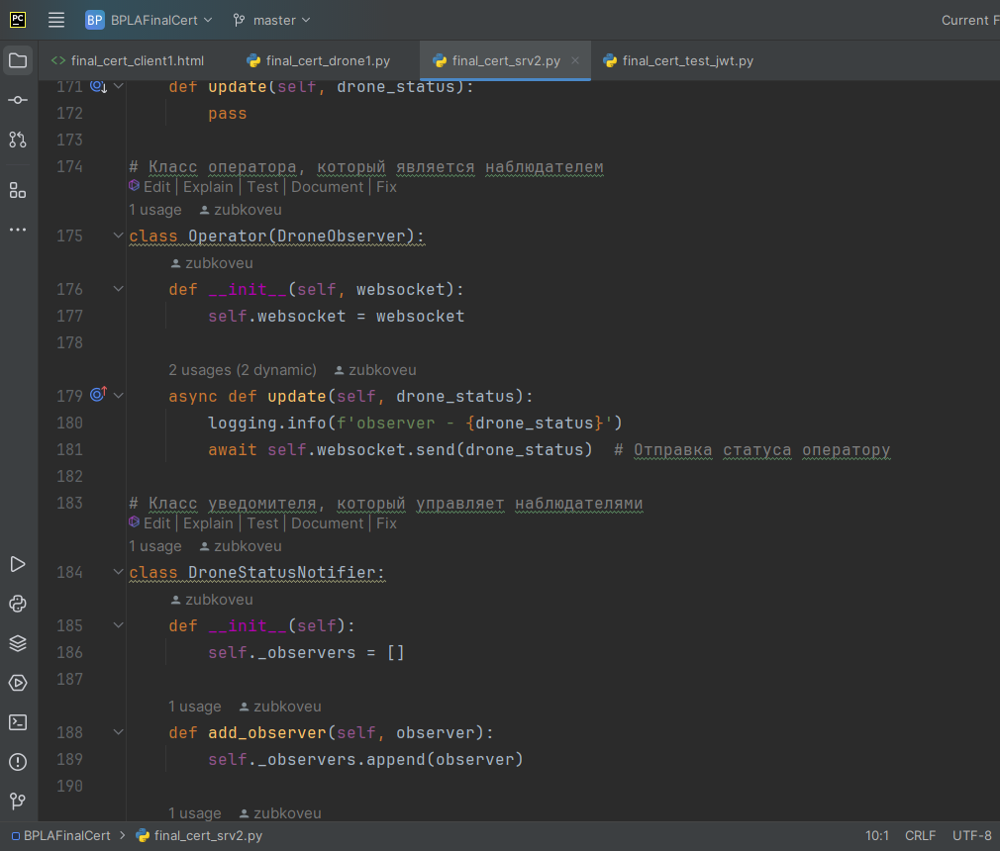 PC
BP BPLAFinalCert master Current F
<> final_cert_client1.html final_cert_drone1.py final_cert_srv2.py × final_cert_test_jwt.py
171 def update(self, drone_status):
172 pass
173
174 # Класс оператора, который является наблюдателем
Edit | Explain | Test | Document | Fix
1 usage zubkoveu
175 class Operator(DroneObserver):
zubkoveu
176 def __init__(self, websocket):
177 self.websocket = websocket
178
2 usages (2 dynamic) zubkoveu
179 async def update(self, drone_status):
180 logging.info(f'observer - {drone_status}')
181 await self.websocket.send(drone_status) # Отправка статуса оператору
182
183 # Класс уведомителя, который управляет наблюдателями
Edit | Explain | Test | Document | Fix
1 usage zubkoveu
184 class DroneStatusNotifier:
zubkoveu
185 def __init__(self):
186 self._observers = []
187
1 usage zubkoveu
188 def add_observer(self, observer):
189 self._observers.append(observer)
190
1 usage zubkoveu
BPLAFinalCert > final_cert_srv2.py 10:1 CRLF UTF-8